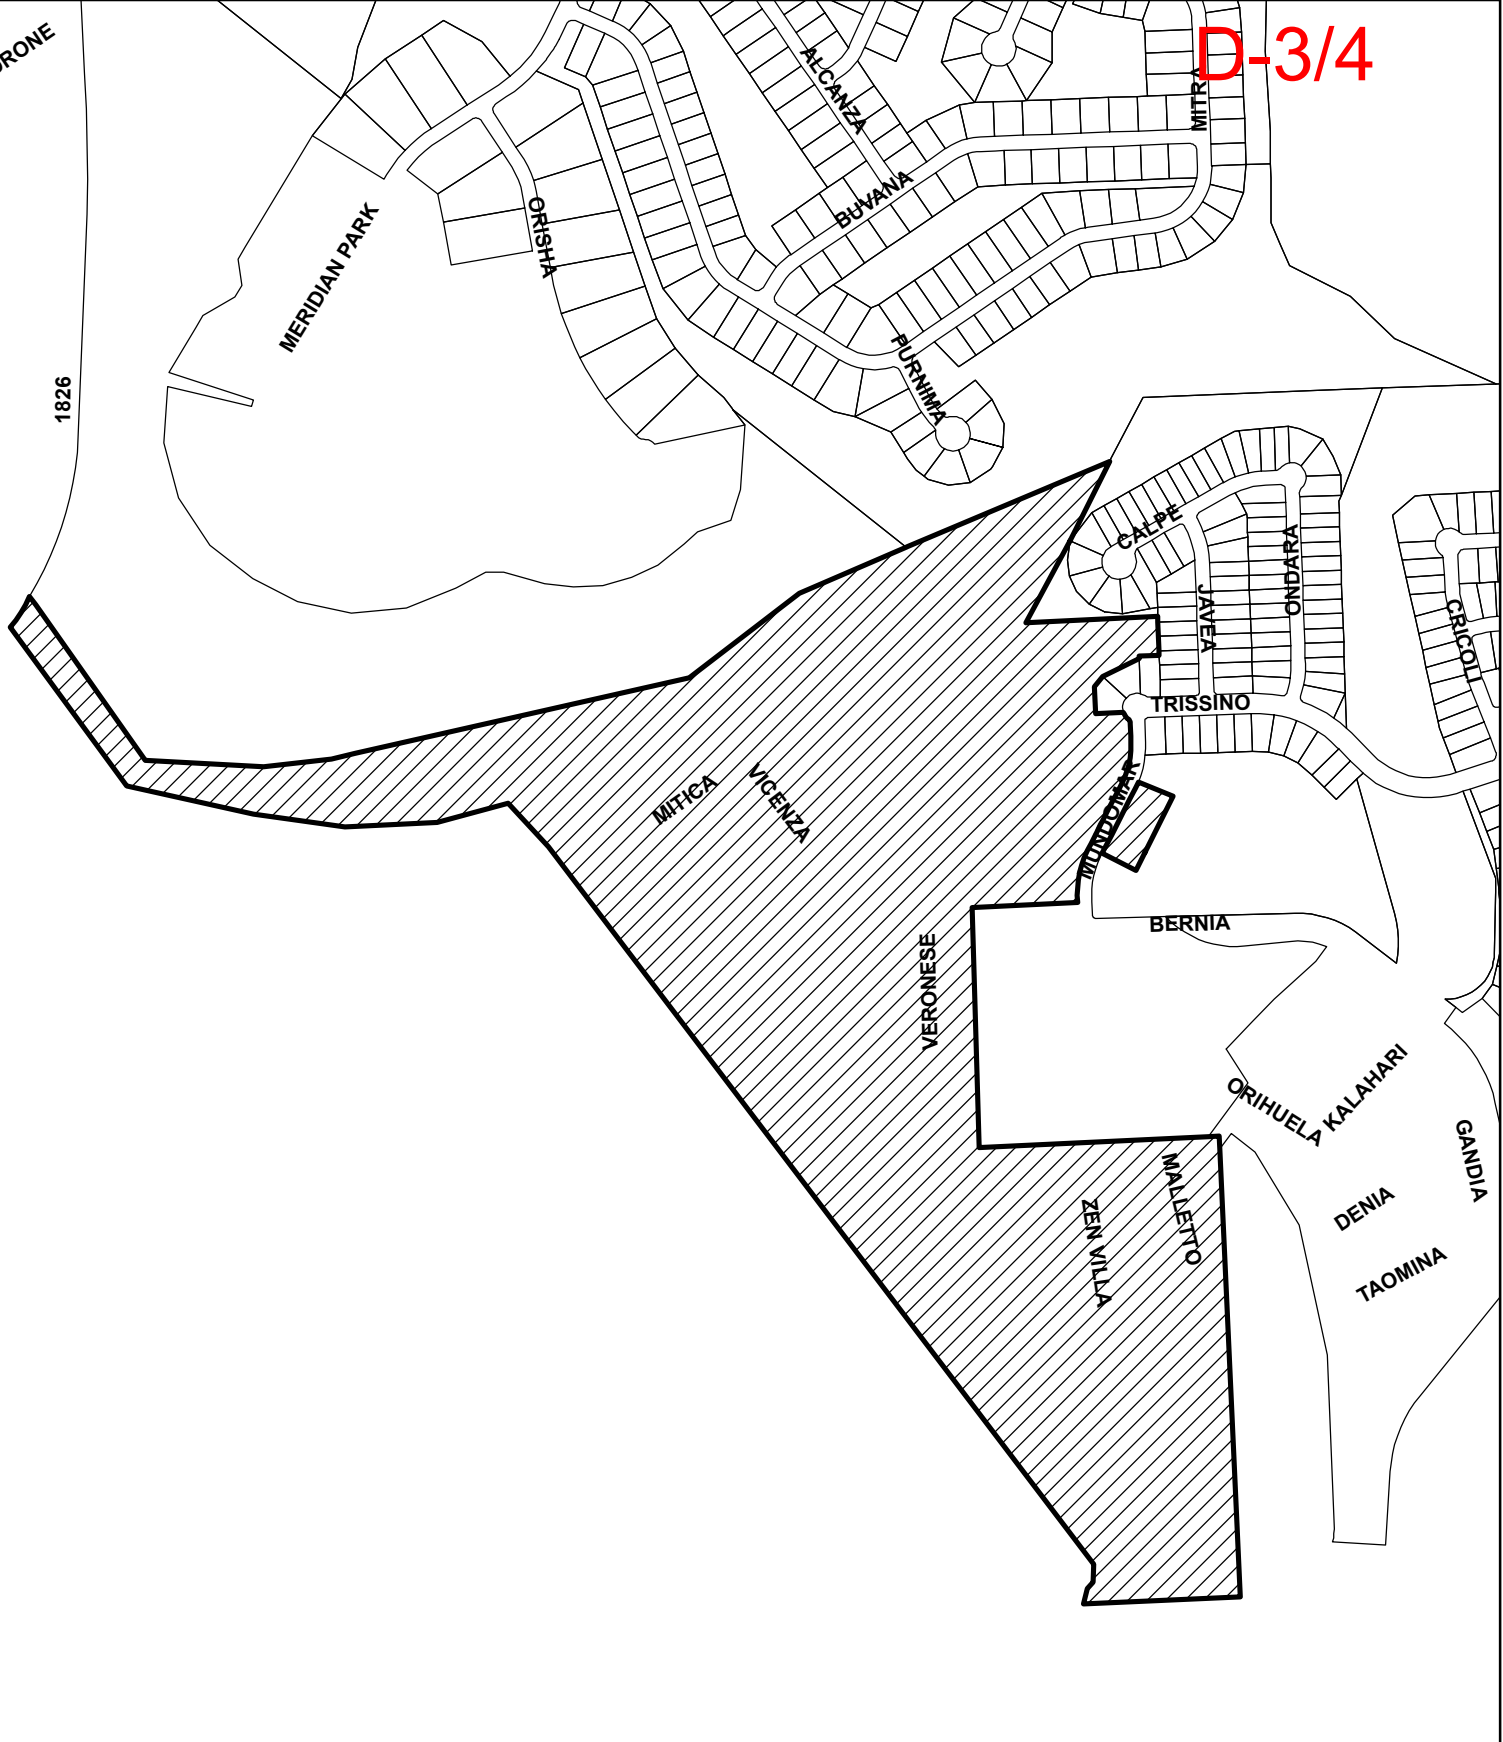 D-3/4
ALCANZA
MITRA
BUVANA
ORISHA
MERIDIAN PARK
1826
PURNIMA
CALPE
ONDARA
JAVEA
CRICOLI
TRISSINO
MITICA
VICENZA
MUNDOMAR
BERNIA
VERONESE
ORIHUELA
KALAHARI
GANDIA
MALLETTO
ZEN VILLA
DENIA
TAOMINA